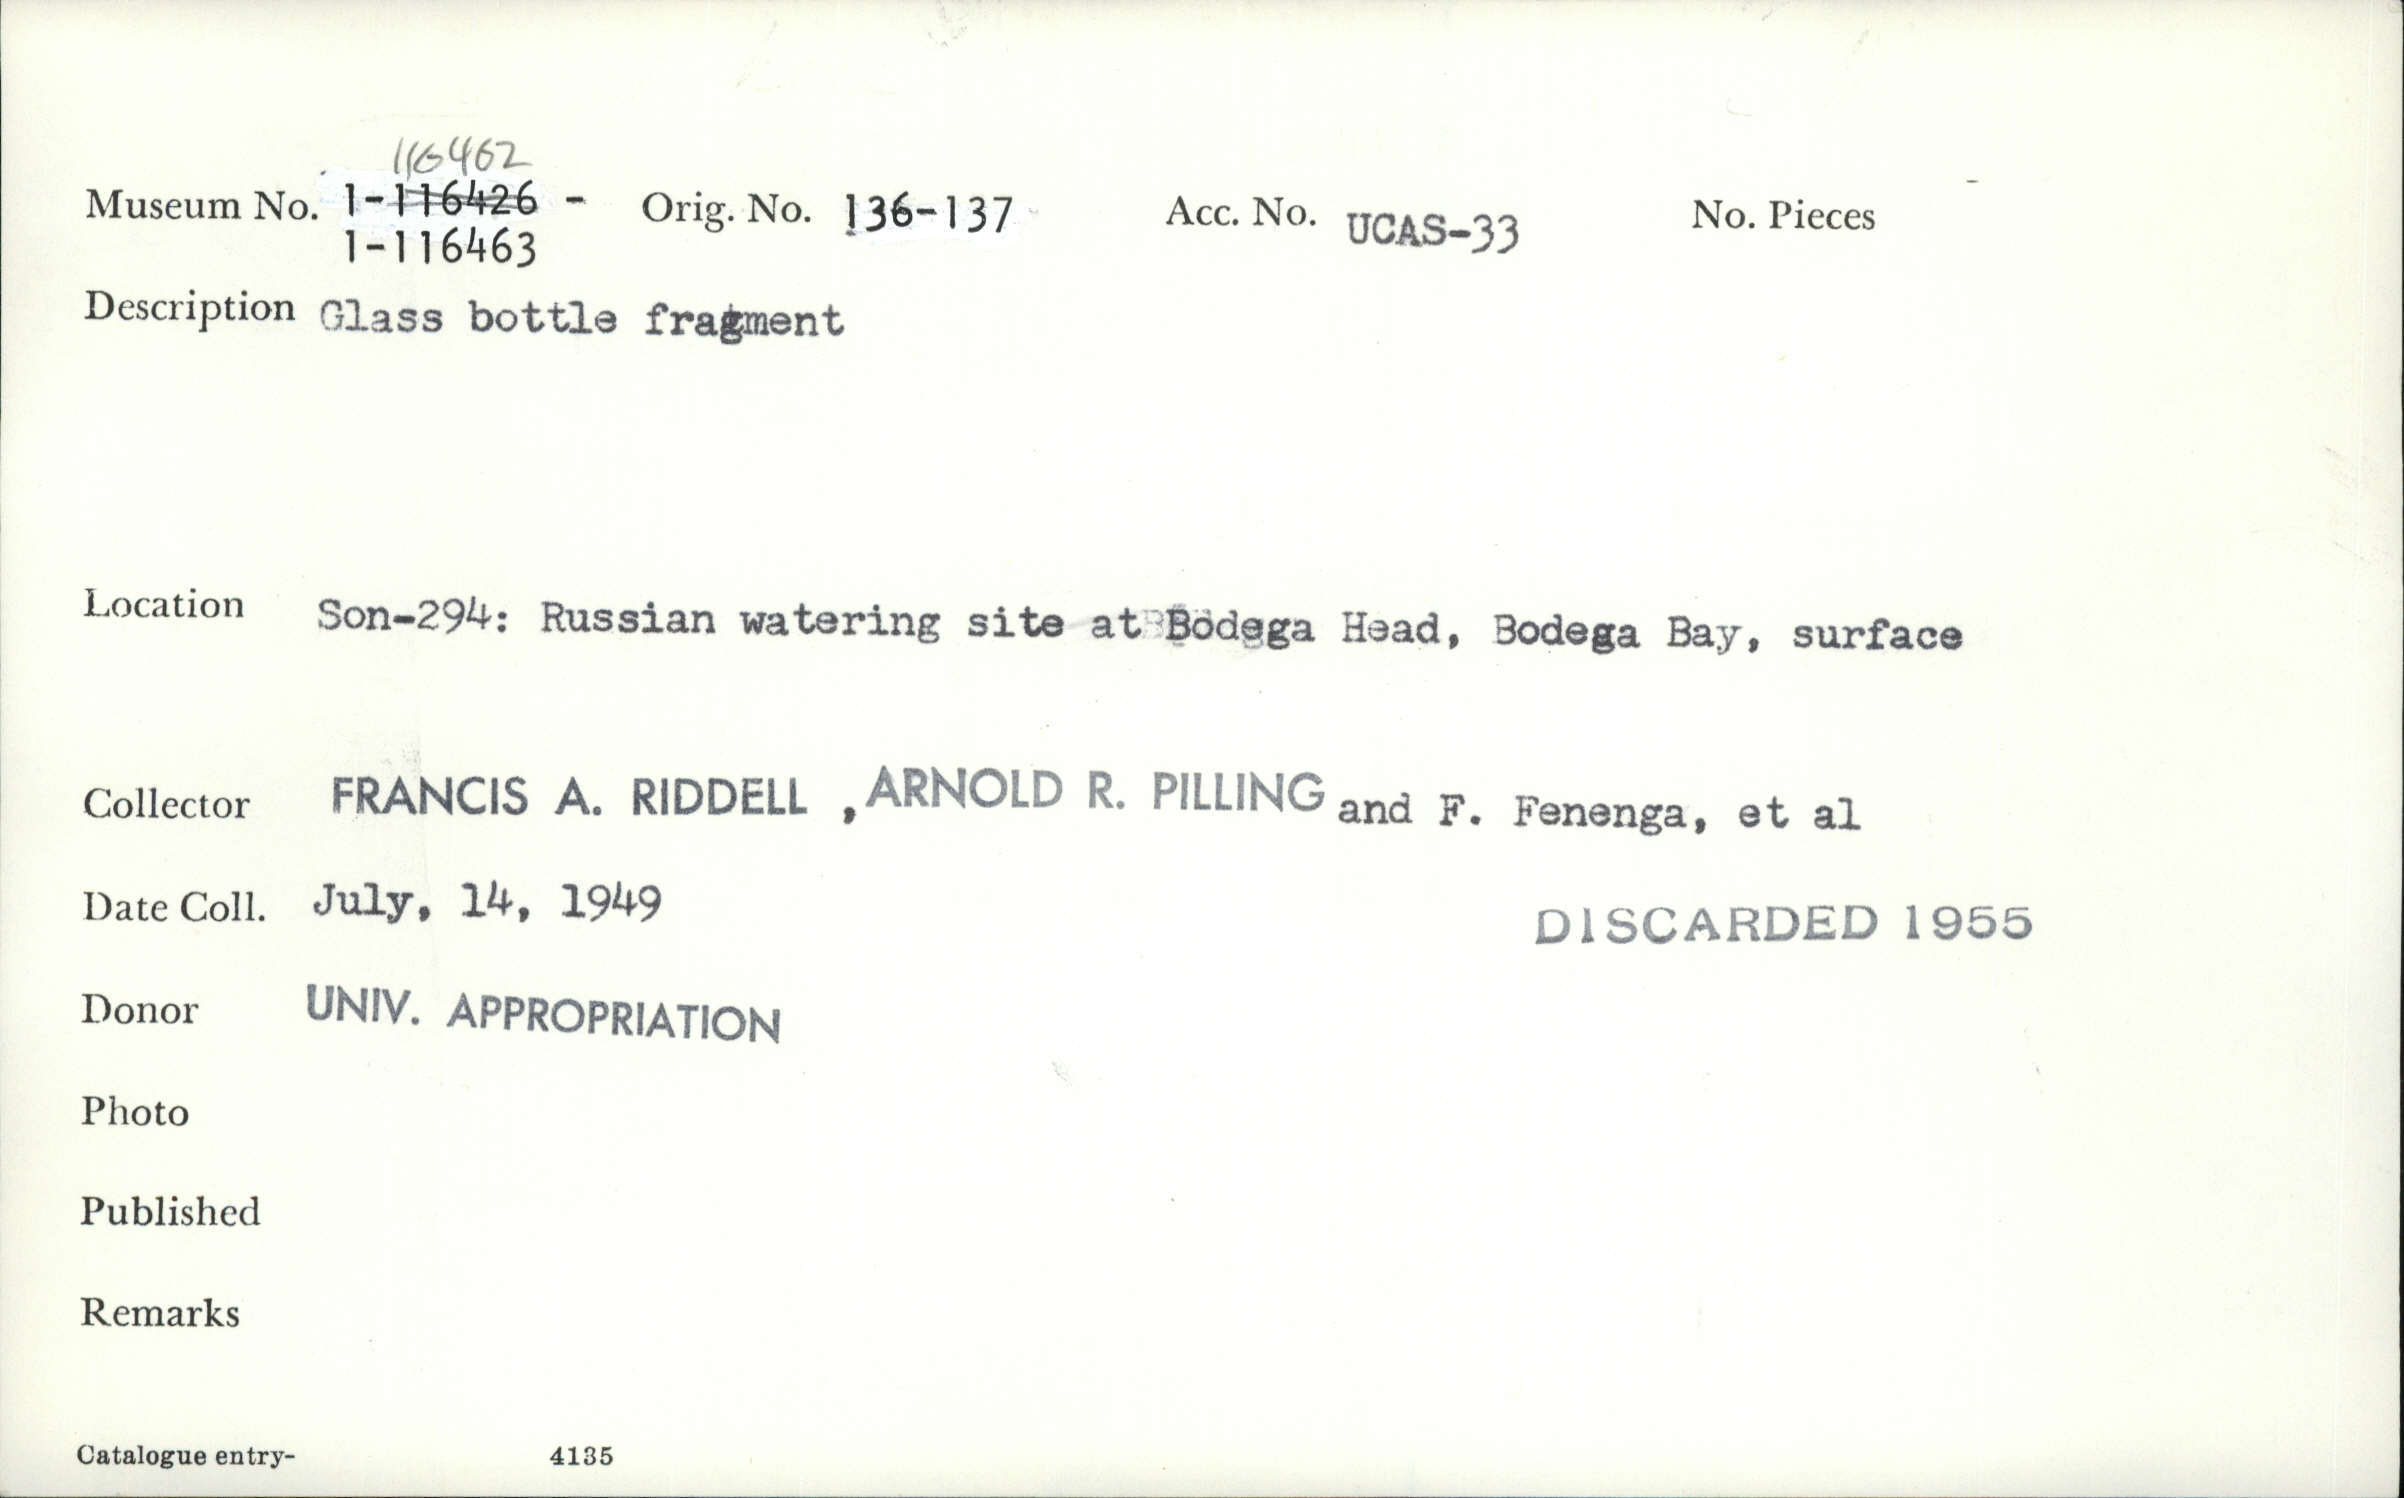 116462
Museum No. 1-116426 - Orig. No. 136-137 Acc. No. UCAS-33 No. Pieces
1-116463
Description Glass bottle fragment
Location Son-294: Russian watering site at Bodega Head, Bodega Bay, surface
Collector FRANCIS A. RIDDELL , ARNOLD R. PILLING and F. Fenenga, et al
Date Coll. July, 14, 1949
DISCARDED 1955
Donor UNIV. APPROPRIATION
Photo
Published
Remarks
Catalogue entry- 4135